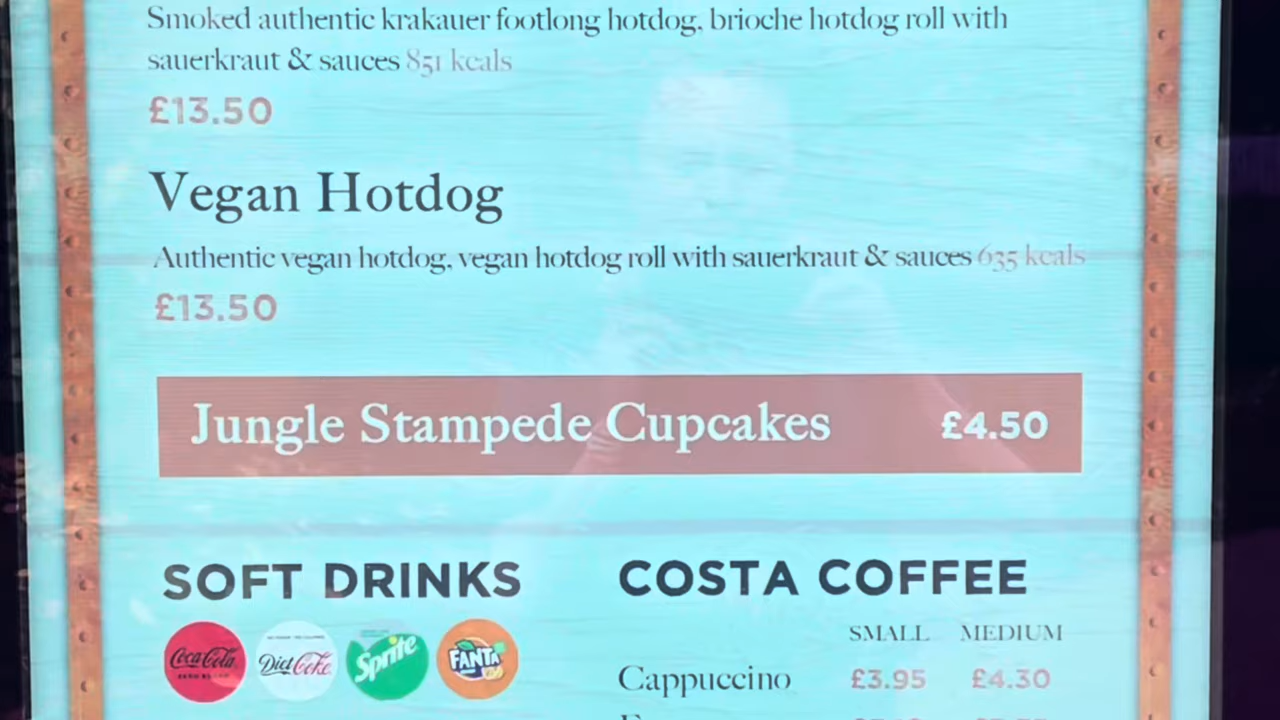 Smoked authentic krakauer footlong hotdog, brioche hotdog roll with
sauerkraut & sauces 851 kcals
£13.50
Vegan Hotdog
Authentic vegan hotdog, vegan hotdog roll with sauerkraut & sauces 635 kcals
£13.50
Jungle Stampede Cupcakes £4.50
SOFT DRINKS
COSTA COFFEE
SMALL MEDIUM
Coca-Cola ZERO SUGAR
Diet Coke
Sprite
FANTA
Cappuccino £3.95 £4.30